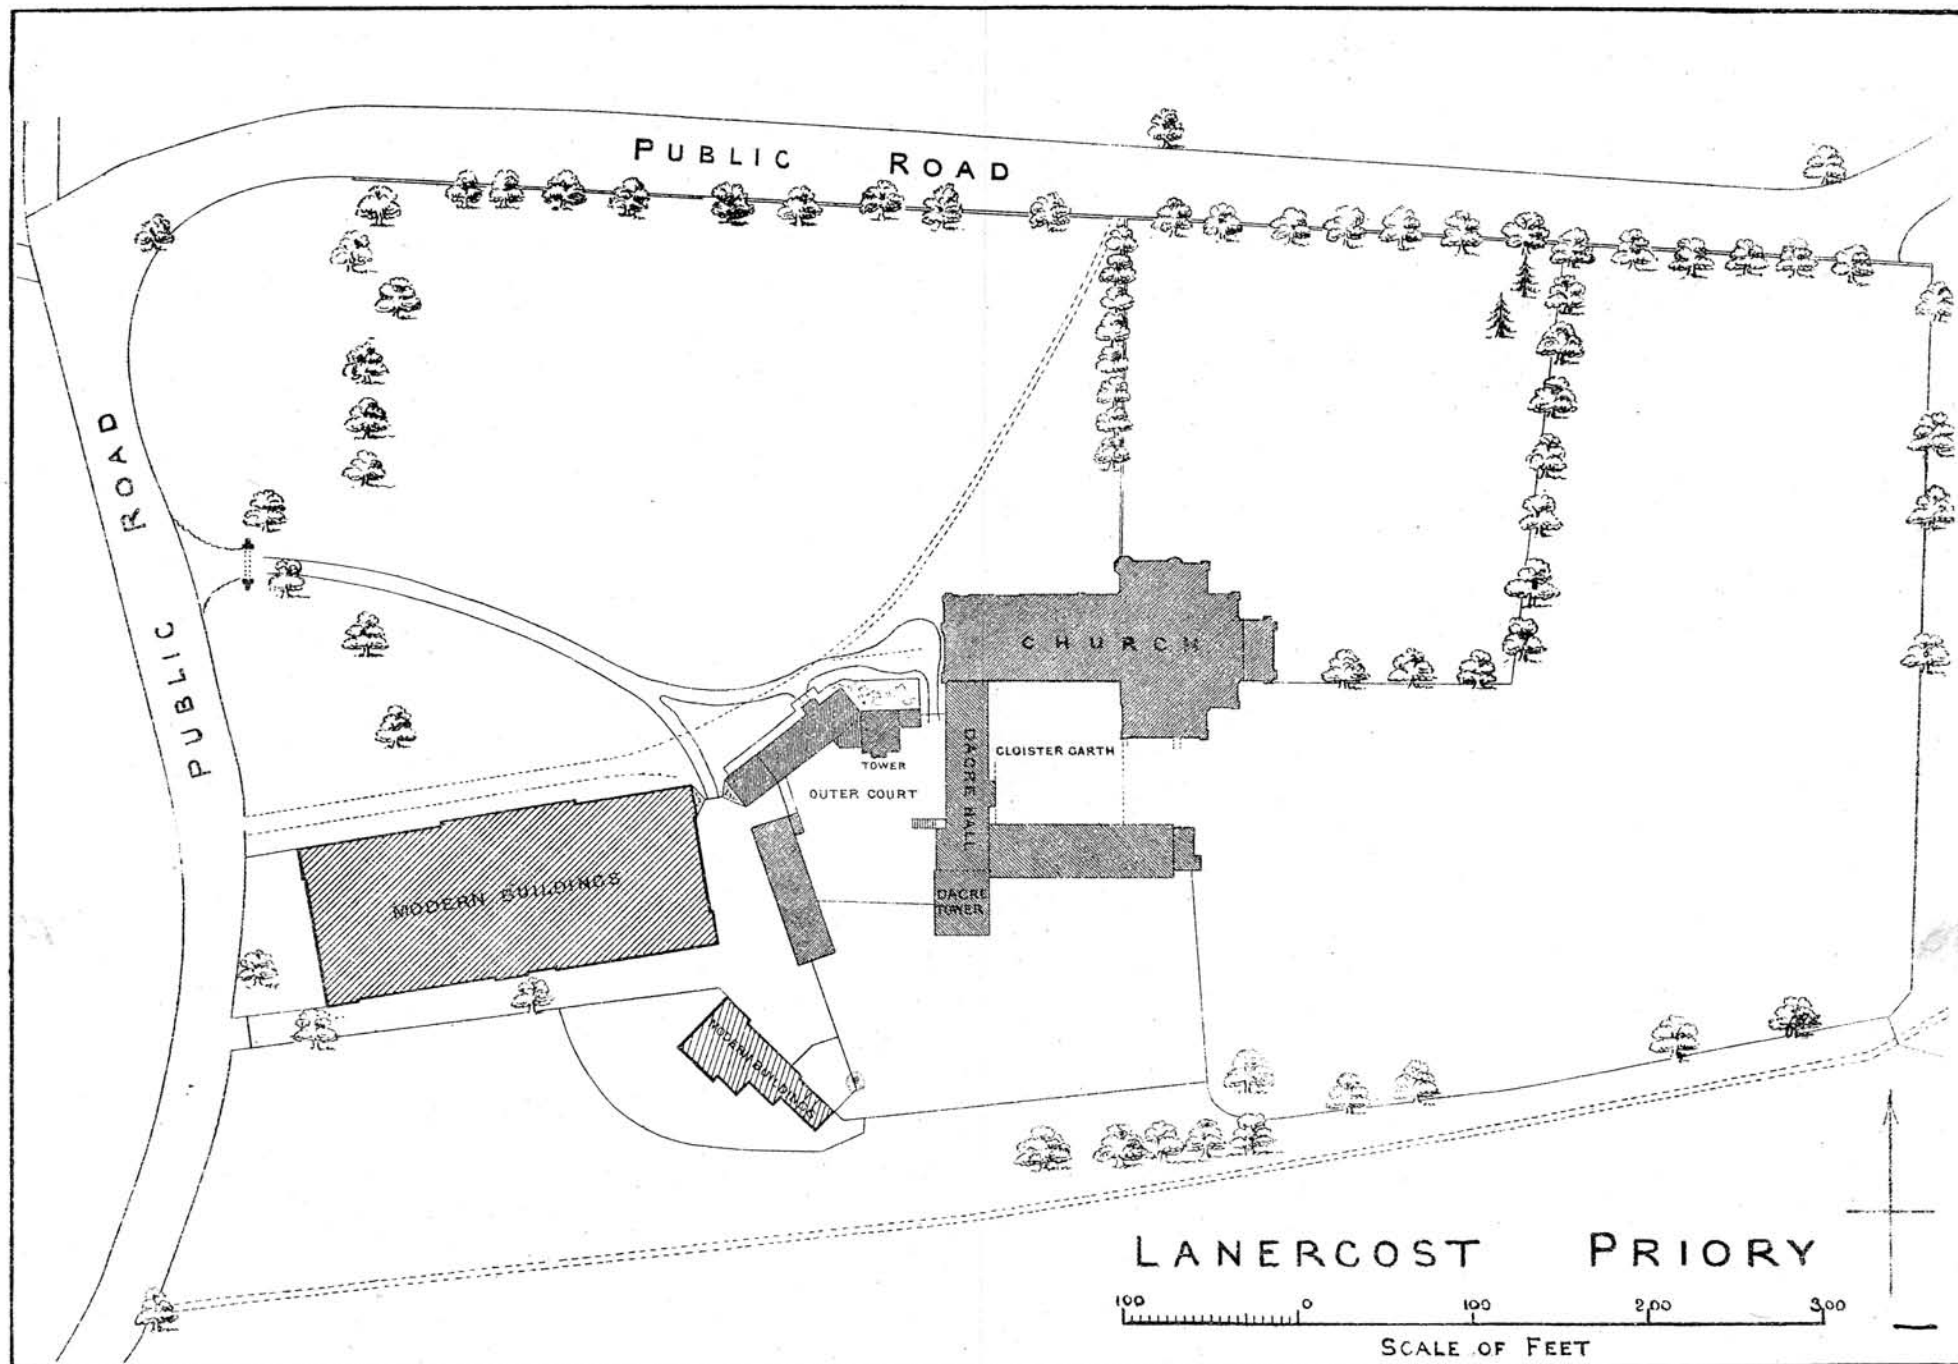 PUBLIC ROAD
PUBLIC ROAD
CHURCH
DACRE HALL
CLOISTER GARTH
TOWER
OUTER COURT
DACRE
TOWER
MODERN BUILDINGS
MODERN BUILDINGS
LANERCOST PRIORY
100 0 100 200 300
SCALE OF FEET